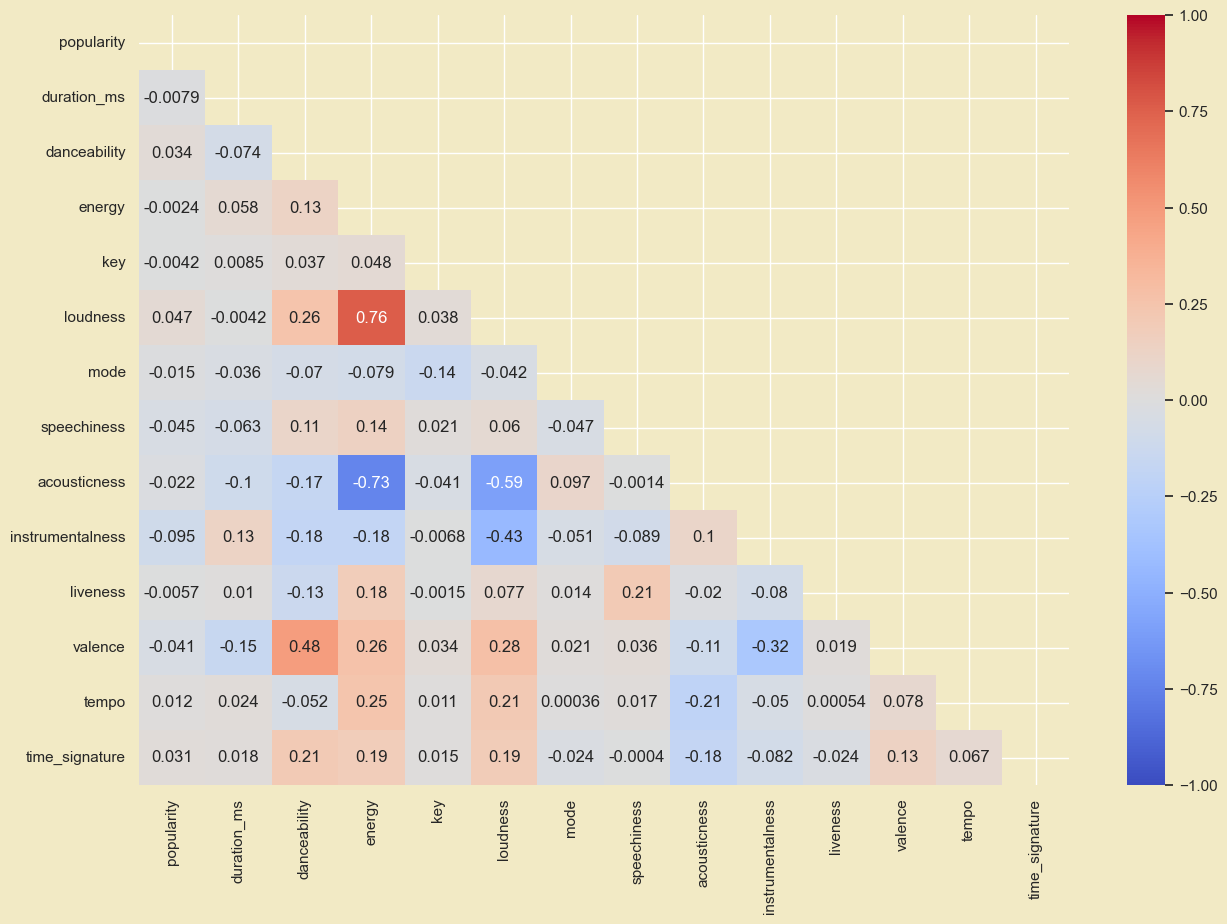 popularity
duration_ms -0.0079
danceability 0.034 -0.074
energy -0.0024 0.058 0.13
key -0.0042 0.0085 0.037 0.048
loudness 0.047 -0.0042 0.26 0.76 0.038
mode -0.015 -0.036 -0.07 -0.079 -0.14 -0.042
speechiness -0.045 -0.063 0.11 0.14 0.021 0.06 -0.047
acousticness -0.022 -0.1 -0.17 -0.73 -0.041 -0.59 0.097 -0.0014
instrumentalness -0.095 0.13 -0.18 -0.18 -0.0068 -0.43 -0.051 -0.089 0.1
liveness -0.0057 0.01 -0.13 0.18 -0.0015 0.077 0.014 0.21 -0.02 -0.08
valence -0.041 -0.15 0.48 0.26 0.034 0.28 0.021 0.036 -0.11 -0.32 0.019
tempo 0.012 0.024 -0.052 0.25 0.011 0.21 0.00036 0.017 -0.21 -0.05 0.00054 0.078
time_signature 0.031 0.018 0.21 0.19 0.015 0.19 -0.024 -0.0004 -0.18 -0.082 -0.024 0.13 0.067
popularity duration_ms danceability energy key loudness mode speechiness acousticness instrumentalness liveness valence tempo time_signature
1.00
0.75
0.50
0.25
0.00
−0.25
−0.50
−0.75
−1.00